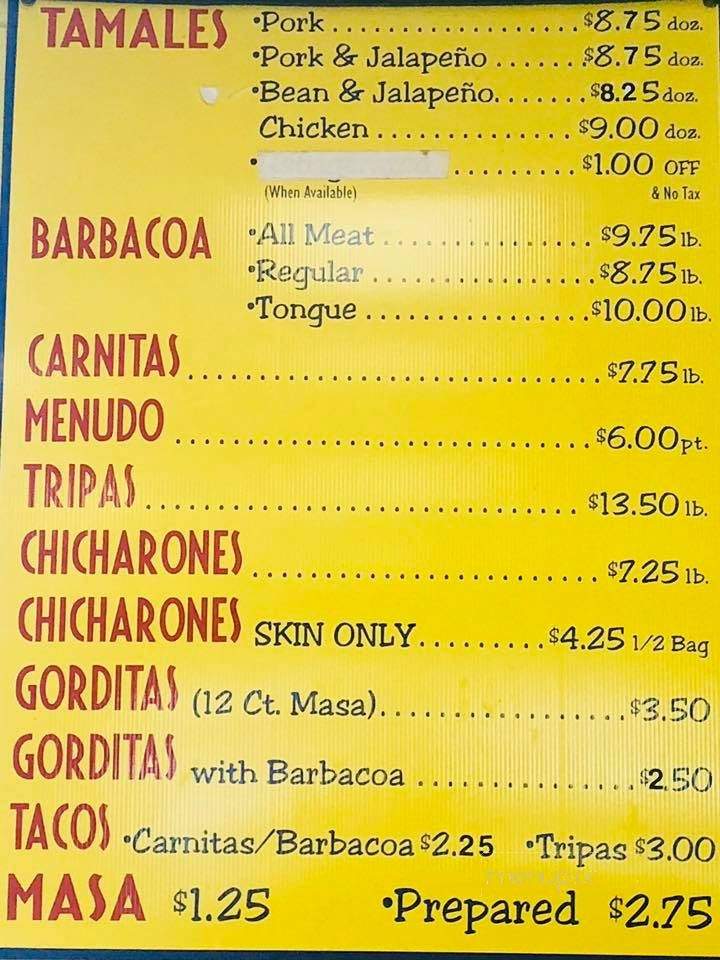 TAMALES •Pork ................. $8.75 doz.
•Pork & Jalapeño ...... $8.75 doz.
•Bean & Jalapeño....... $8.25 doz.
Chicken ............. $9.00 doz.
• ......... $1.00 OFF
(When Available) & No Tax
BARBACOA •All Meat .............. $9.75 lb.
•Regular ............... $8.75 lb.
•Tongue ................ $10.00 lb.
CARNITAS ............................. $7.75 lb.
MENUDO ............................. $6.00 pt.
TRIPAS .............................. $13.50 lb.
CHICHARONES ........................ $7.25 lb.
CHICHARONES SKIN ONLY......... $4.25 1/2 Bag
GORDITAS (12 Ct. Masa)................. $3.50
GORDITAS with Barbacoa ............... $2.50
TACOS •Carnitas/Barbacoa $2.25 •Tripas $3.00
MASA $1.25 •Prepared $2.75